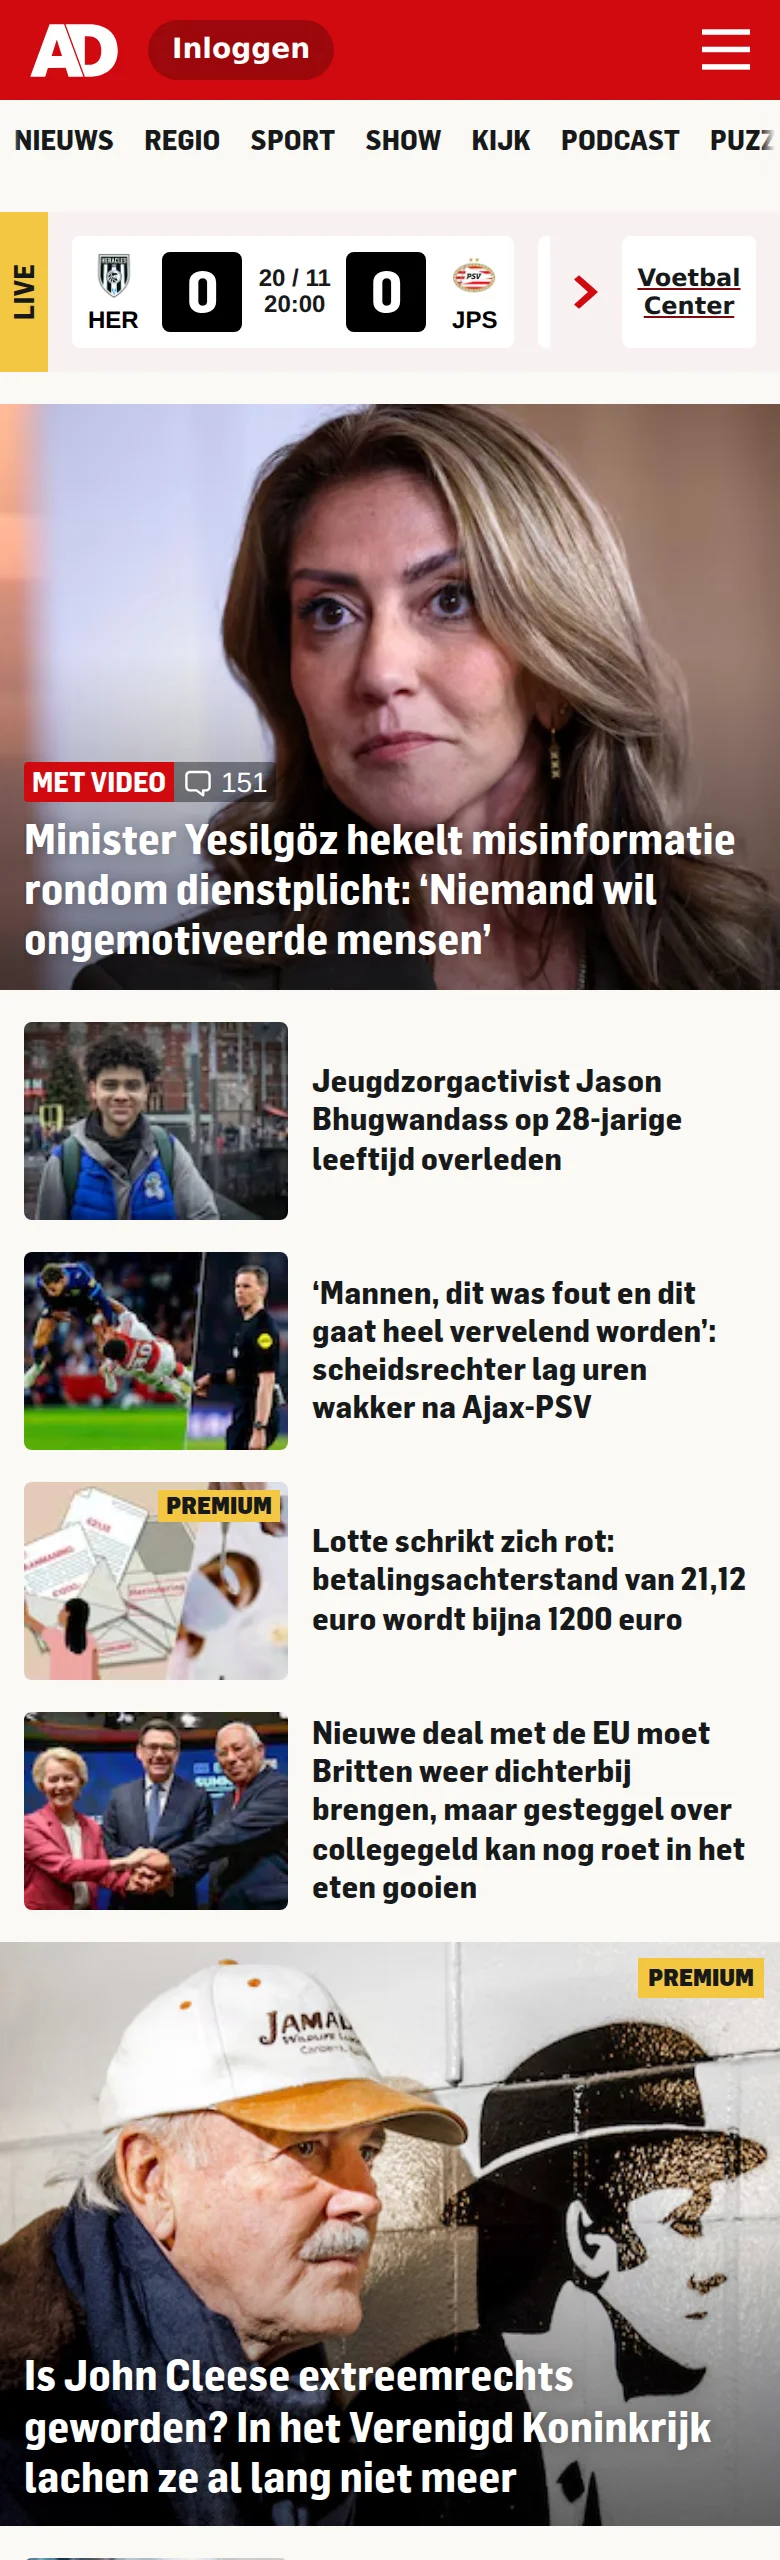 AD
Inloggen
NIEUWS REGIO SPORT SHOW KIJK PODCAST PUZZ
LIVE
HERACLES
HER
0
20 / 11
20:00
0
PSV
JPS
Voetbal
Center
MET VIDEO 151
Minister Yesilgöz hekelt misinformatie
rondom dienstplicht: ‘Niemand wil
ongemotiveerde mensen’
Jeugdzorgactivist Jason
Bhugwandass op 28-jarige
leeftijd overleden
‘Mannen, dit was fout en dit
gaat heel vervelend worden’:
scheidsrechter lag uren
wakker na Ajax-PSV
PREMIUM
Lotte schrikt zich rot:
betalingsachterstand van 21,12
euro wordt bijna 1200 euro
Nieuwe deal met de EU moet
Britten weer dichterbij
brengen, maar gesteggel over
collegegeld kan nog roet in het
eten gooien
PREMIUM
JAMAL
Is John Cleese extreemrechts
geworden? In het Verenigd Koninkrijk
lachen ze al lang niet meer